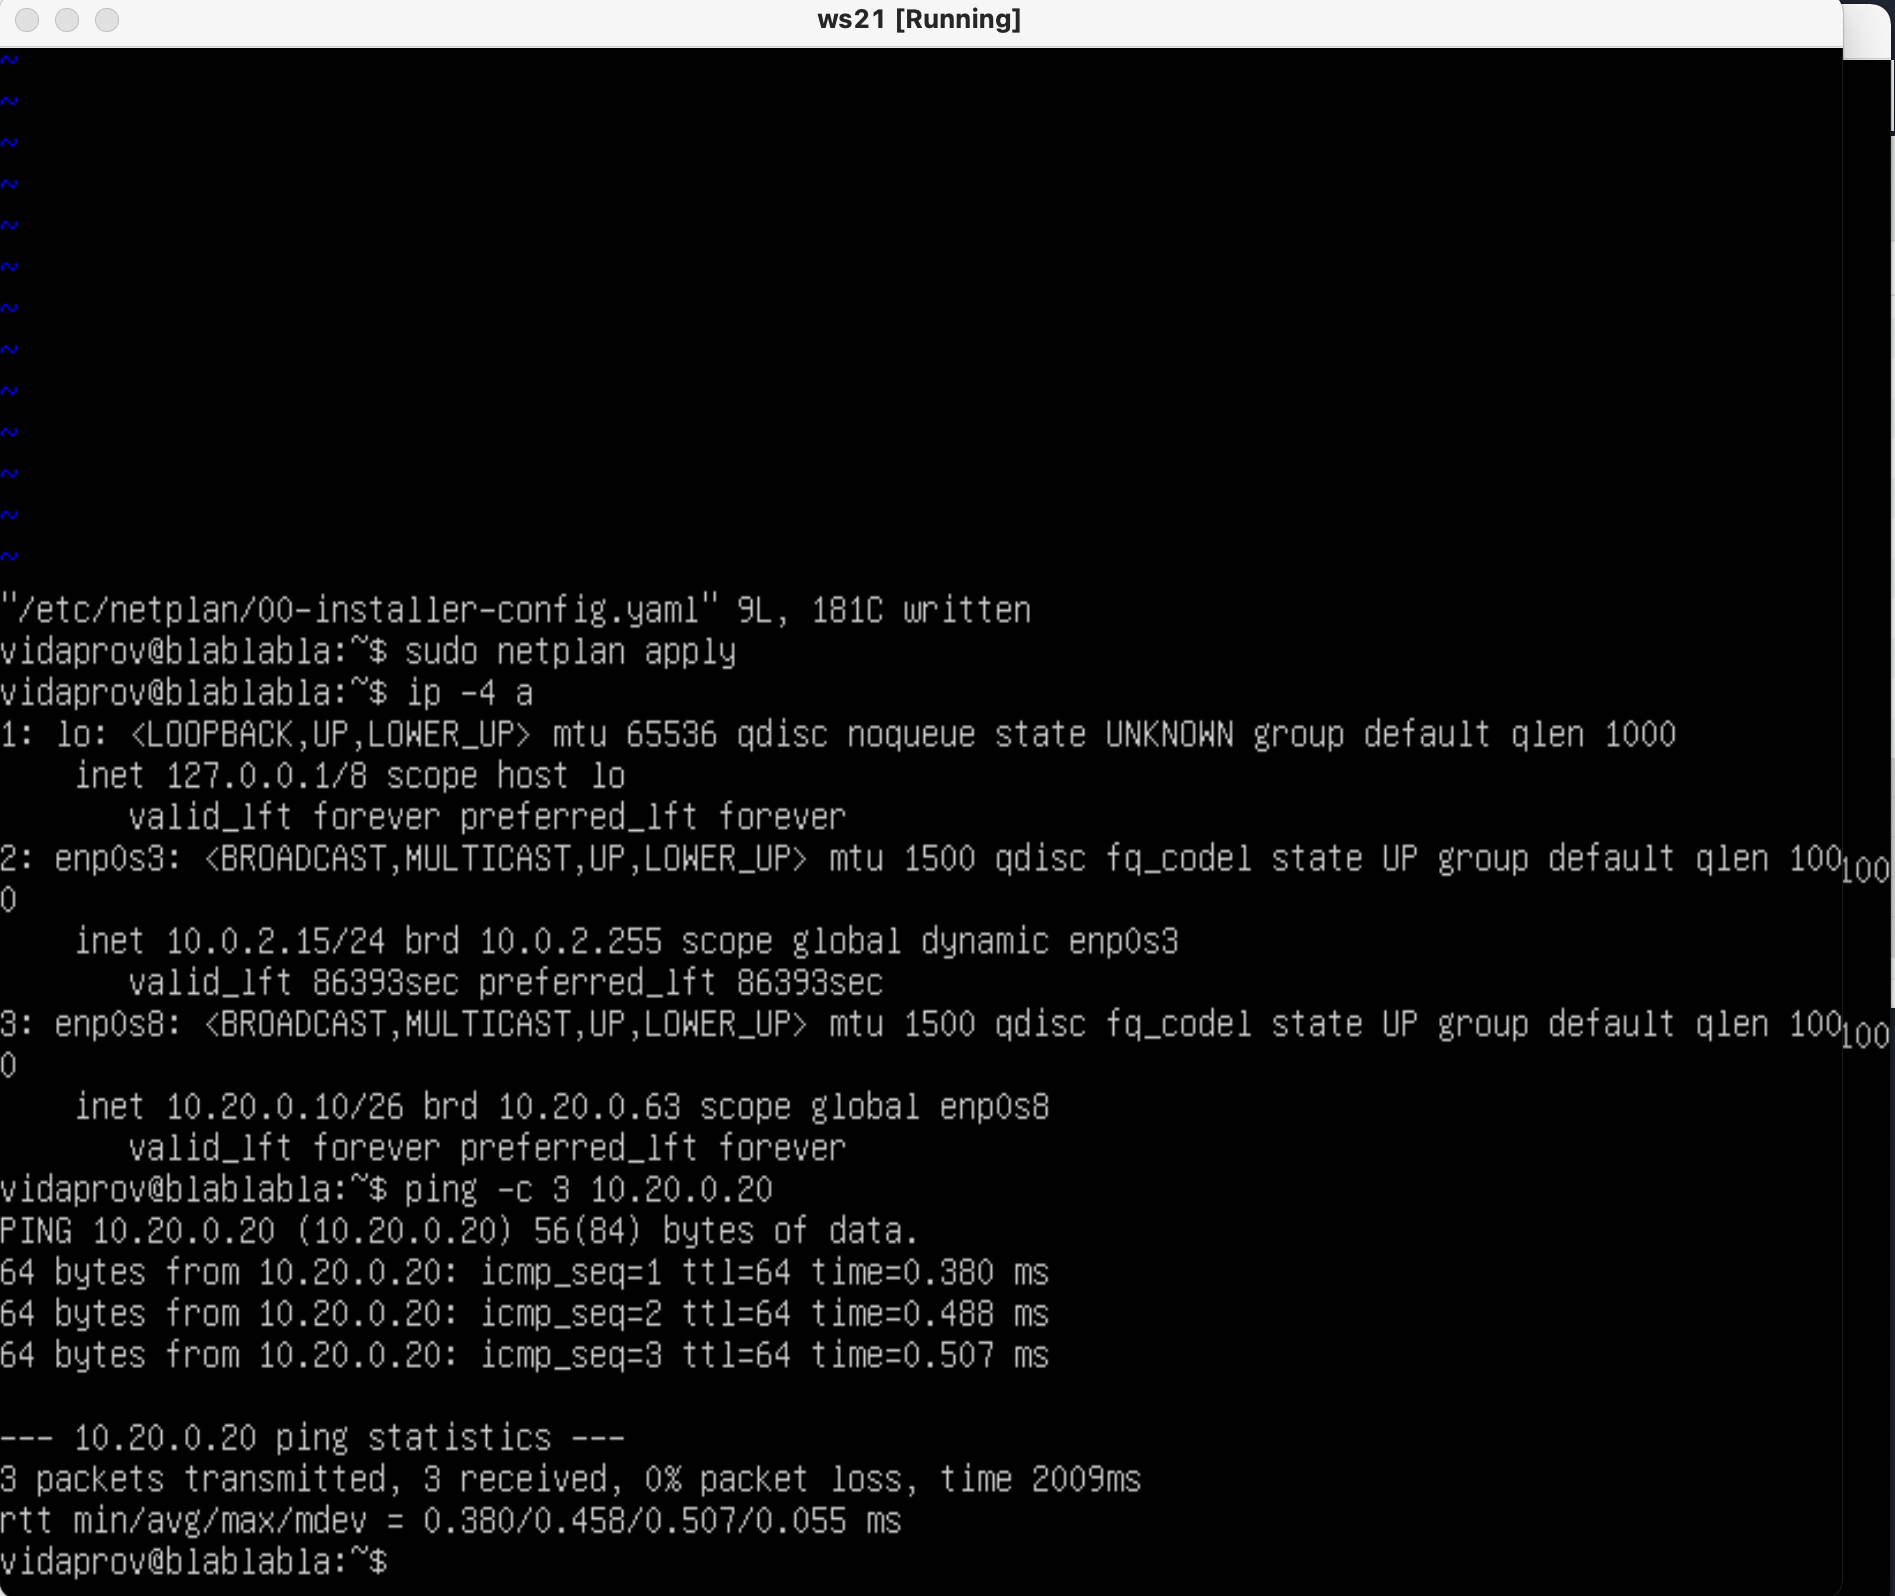 ws21 [Running]
~
~
~
~
~
~
~
~
~
~
~
~
~
"/etc/netplan/00-installer-config.yaml" 9L, 181C written
vidaprov@blablabla:~$ sudo netplan apply
vidaprov@blablabla:~$ ip -4 a
1: lo: <LOOPBACK,UP,LOWER_UP> mtu 65536 qdisc noqueue state UNKNOWN group default qlen 1000
    inet 127.0.0.1/8 scope host lo
       valid_lft forever preferred_lft forever
2: enp0s3: <BROADCAST,MULTICAST,UP,LOWER_UP> mtu 1500 qdisc fq_codel state UP group default qlen 100 100
0
    inet 10.0.2.15/24 brd 10.0.2.255 scope global dynamic enp0s3
       valid_lft 86393sec preferred_lft 86393sec
3: enp0s8: <BROADCAST,MULTICAST,UP,LOWER_UP> mtu 1500 qdisc fq_codel state UP group default qlen 100 100
0
    inet 10.20.0.10/26 brd 10.20.0.63 scope global enp0s8
       valid_lft forever preferred_lft forever
vidaprov@blablabla:~$ ping -c 3 10.20.0.20
PING 10.20.0.20 (10.20.0.20) 56(84) bytes of data.
64 bytes from 10.20.0.20: icmp_seq=1 ttl=64 time=0.380 ms
64 bytes from 10.20.0.20: icmp_seq=2 ttl=64 time=0.488 ms
64 bytes from 10.20.0.20: icmp_seq=3 ttl=64 time=0.507 ms

--- 10.20.0.20 ping statistics ---
3 packets transmitted, 3 received, 0% packet loss, time 2009ms
rtt min/avg/max/mdev = 0.380/0.458/0.507/0.055 ms
vidaprov@blablabla:~$